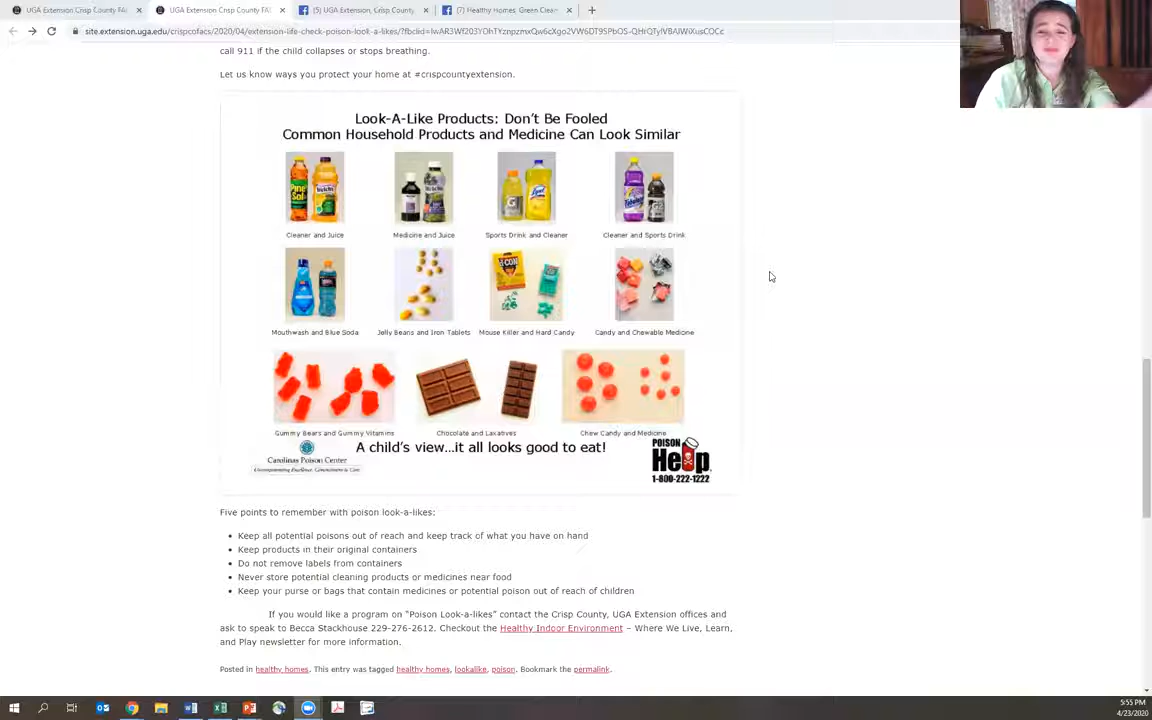 UGA Extension Crisp County FA
UGA Extension Crisp County FA
(5) UGA Extension, Crisp County
(7) Healthy Homes: Green Clean
call 911 if the child collapses or stops breathing.
Let us know ways you protect your home at #crispcountyextension.
Look-A-Like Products: Don't Be Fooled
Common Household Products and Medicine Can Look Similar
Cleaner and Juice
Medicine and Juice
Sports Drink and Cleaner
Cleaner and Sports Drink
Mouthwash and Blue Soda
Jelly Beans and Iron Tablets
Mouse Killer and Hard Candy
Candy and Chewable Medicine
Gummy Bears and Gummy Vitamins
Chocolate and Laxatives
Chew Candy and Medicine
A child's view...it all looks good to eat!
Carolinas Poison Center
POISON
Help
1-800-222-1222
Five points to remember with poison look-a-likes:
Keep all potential poisons out of reach and keep track of what you have on hand
Keep products in their original containers
Do not remove labels from containers
Never store potential cleaning products or medicines near food
Keep your purse or bags that contain medicines or potential poison out of reach of children
If you would like a program on "Poison Look-a-likes" contact the Crisp County, UGA Extension offices and
ask to speak to Becca Stackhouse 229-276-2612. Checkout the Healthy Indoor Environment – Where We Live, Learn,
and Play newsletter for more information.
Posted in healthy homes. This entry was tagged healthy homes, lookalike, poison. Bookmark the permalink.
5:55 PM
4/23/2020